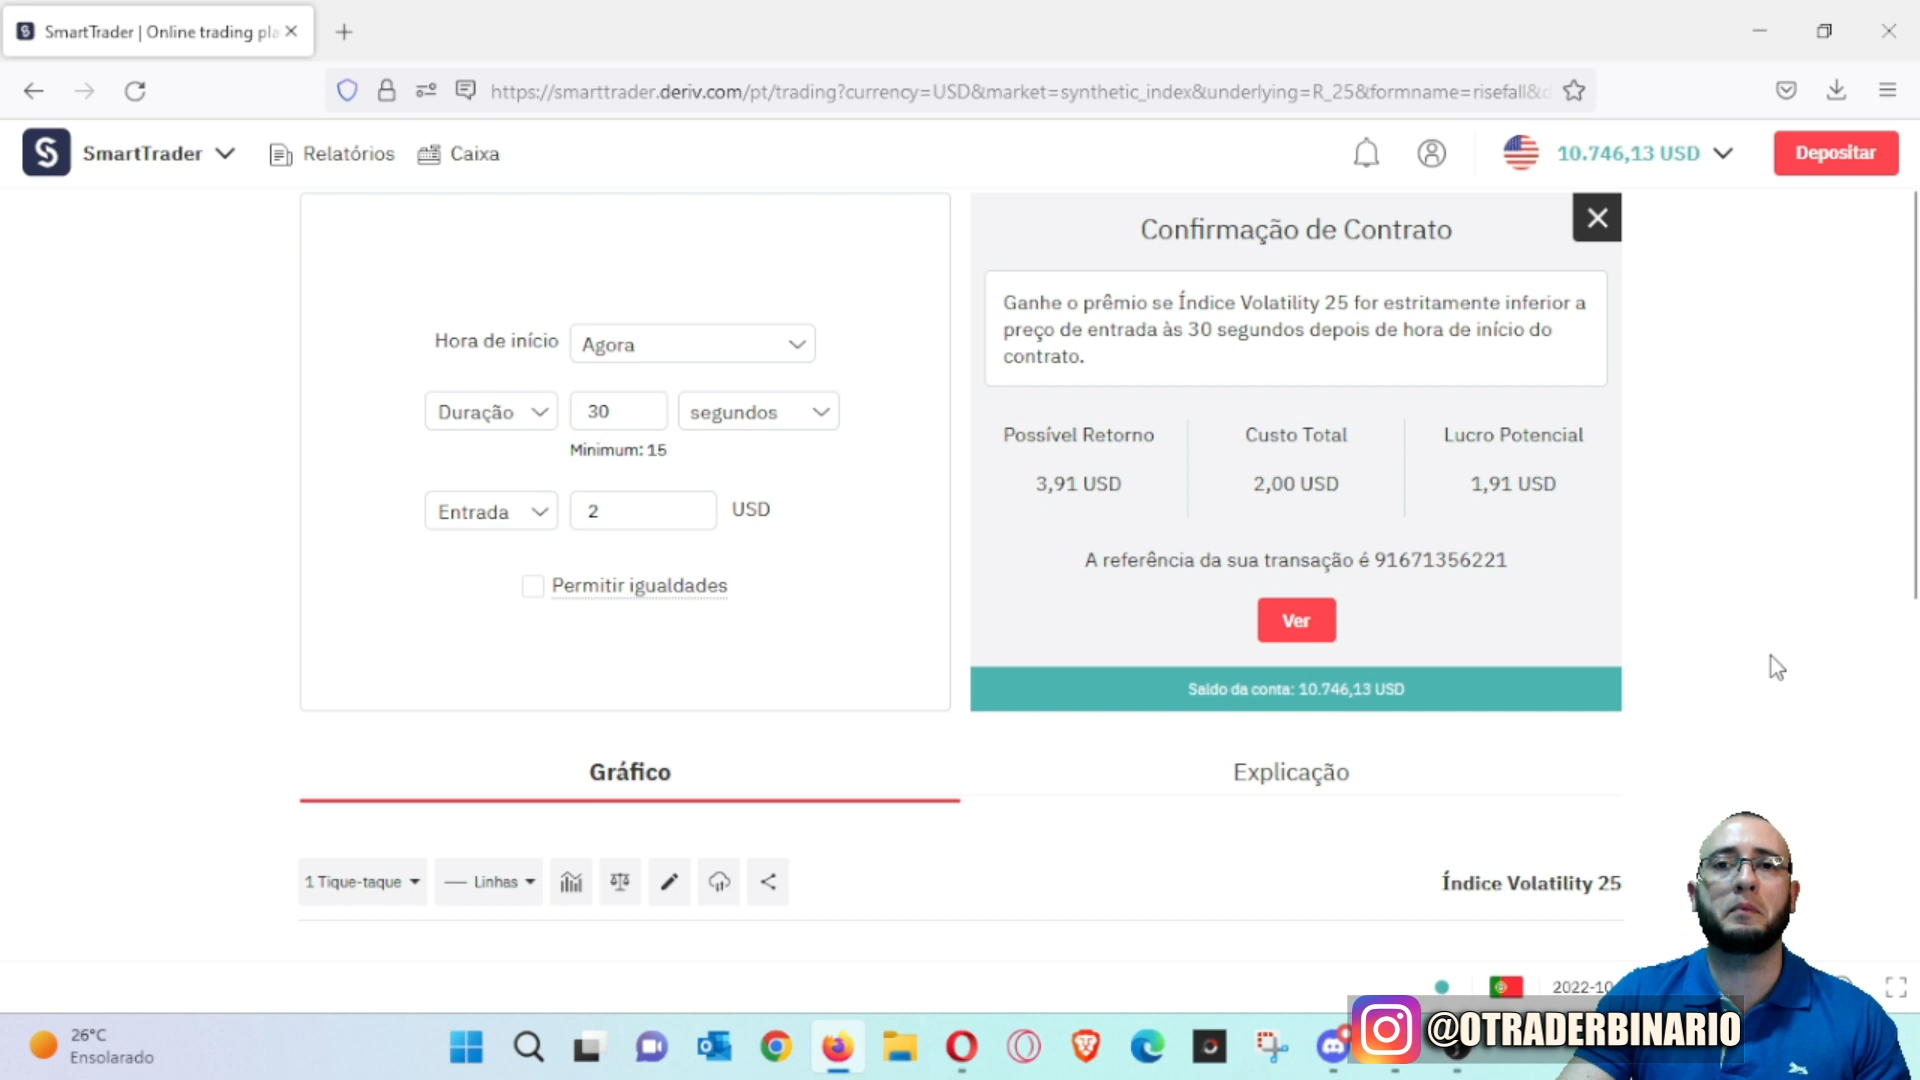 SmartTrader | Online trading pla
https://smarttrader.deriv.com/pt/trading?currency=USD&market=synthetic_index&underlying=R_25&formname=risefall&
SmartTrader
Relatórios
Caixa
10.746,13 USD
Depositar
Hora de início
Agora
Duração
30
segundos
Minimum: 15
Entrada
2
USD
Permitir igualdades
Confirmação de Contrato
Ganhe o prêmio se Índice Volatility 25 for estritamente inferior a
preço de entrada às 30 segundos depois de hora de início do
contrato.
Possível Retorno
Custo Total
Lucro Potencial
3,91 USD
2,00 USD
1,91 USD
A referência da sua transação é 91671356221
Ver
Saldo da conta: 10.746,13 USD
Gráfico
Explicação
1 Tique-taque
Linhas
Índice Volatility 25
2022-10
@OTRADERBINARIO
26°C
Ensolarado